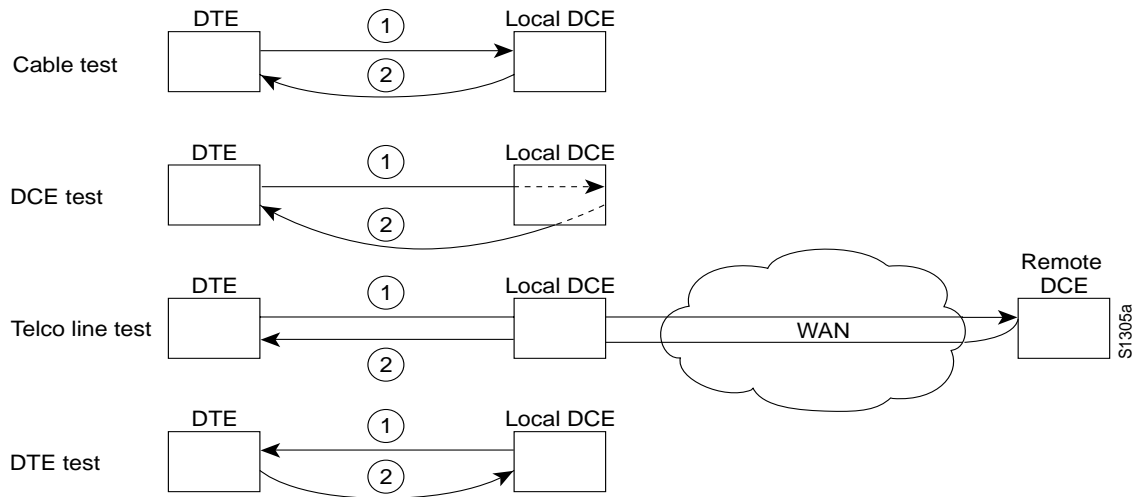 DTE
1
Local DCE
Cable test
2
DTE
1
Local DCE
DCE test
2
DTE
1
Local DCE
Remote
DCE
Telco line test
WAN
2
S1305a
DTE
1
Local DCE
DTE test
2